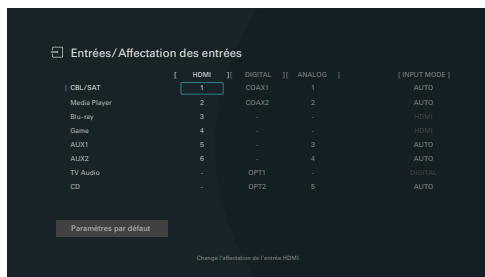 Entrées/Affectation des entrées
[ HDMI ][ DIGITAL ][ ANALOG ] [ INPUT MODE ]
CBL/SAT 1 COAX1 1 AUTO
Media Player 2 COAX2 2 AUTO
Blu-ray 3 - - HDMI
Game 4 - - HDMI
AUX1 5 - 3 AUTO
AUX2 6 - 4 AUTO
TV Audio - OPT1 - DIGITAL
CD - OPT2 5 AUTO
Paramètres par défaut
Change l'affectation de l'entrée HDMI.